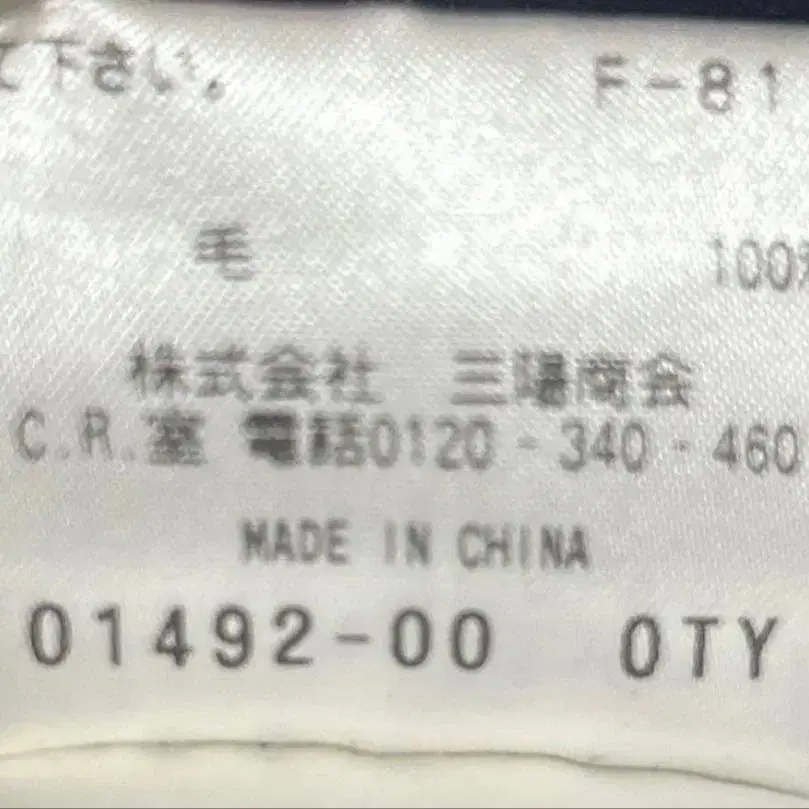 て下さい。 F-81
毛 100%
株式会社 三陽商会
C.R.室 電話0120-340-460
MADE IN CHINA
01492-00 0TY